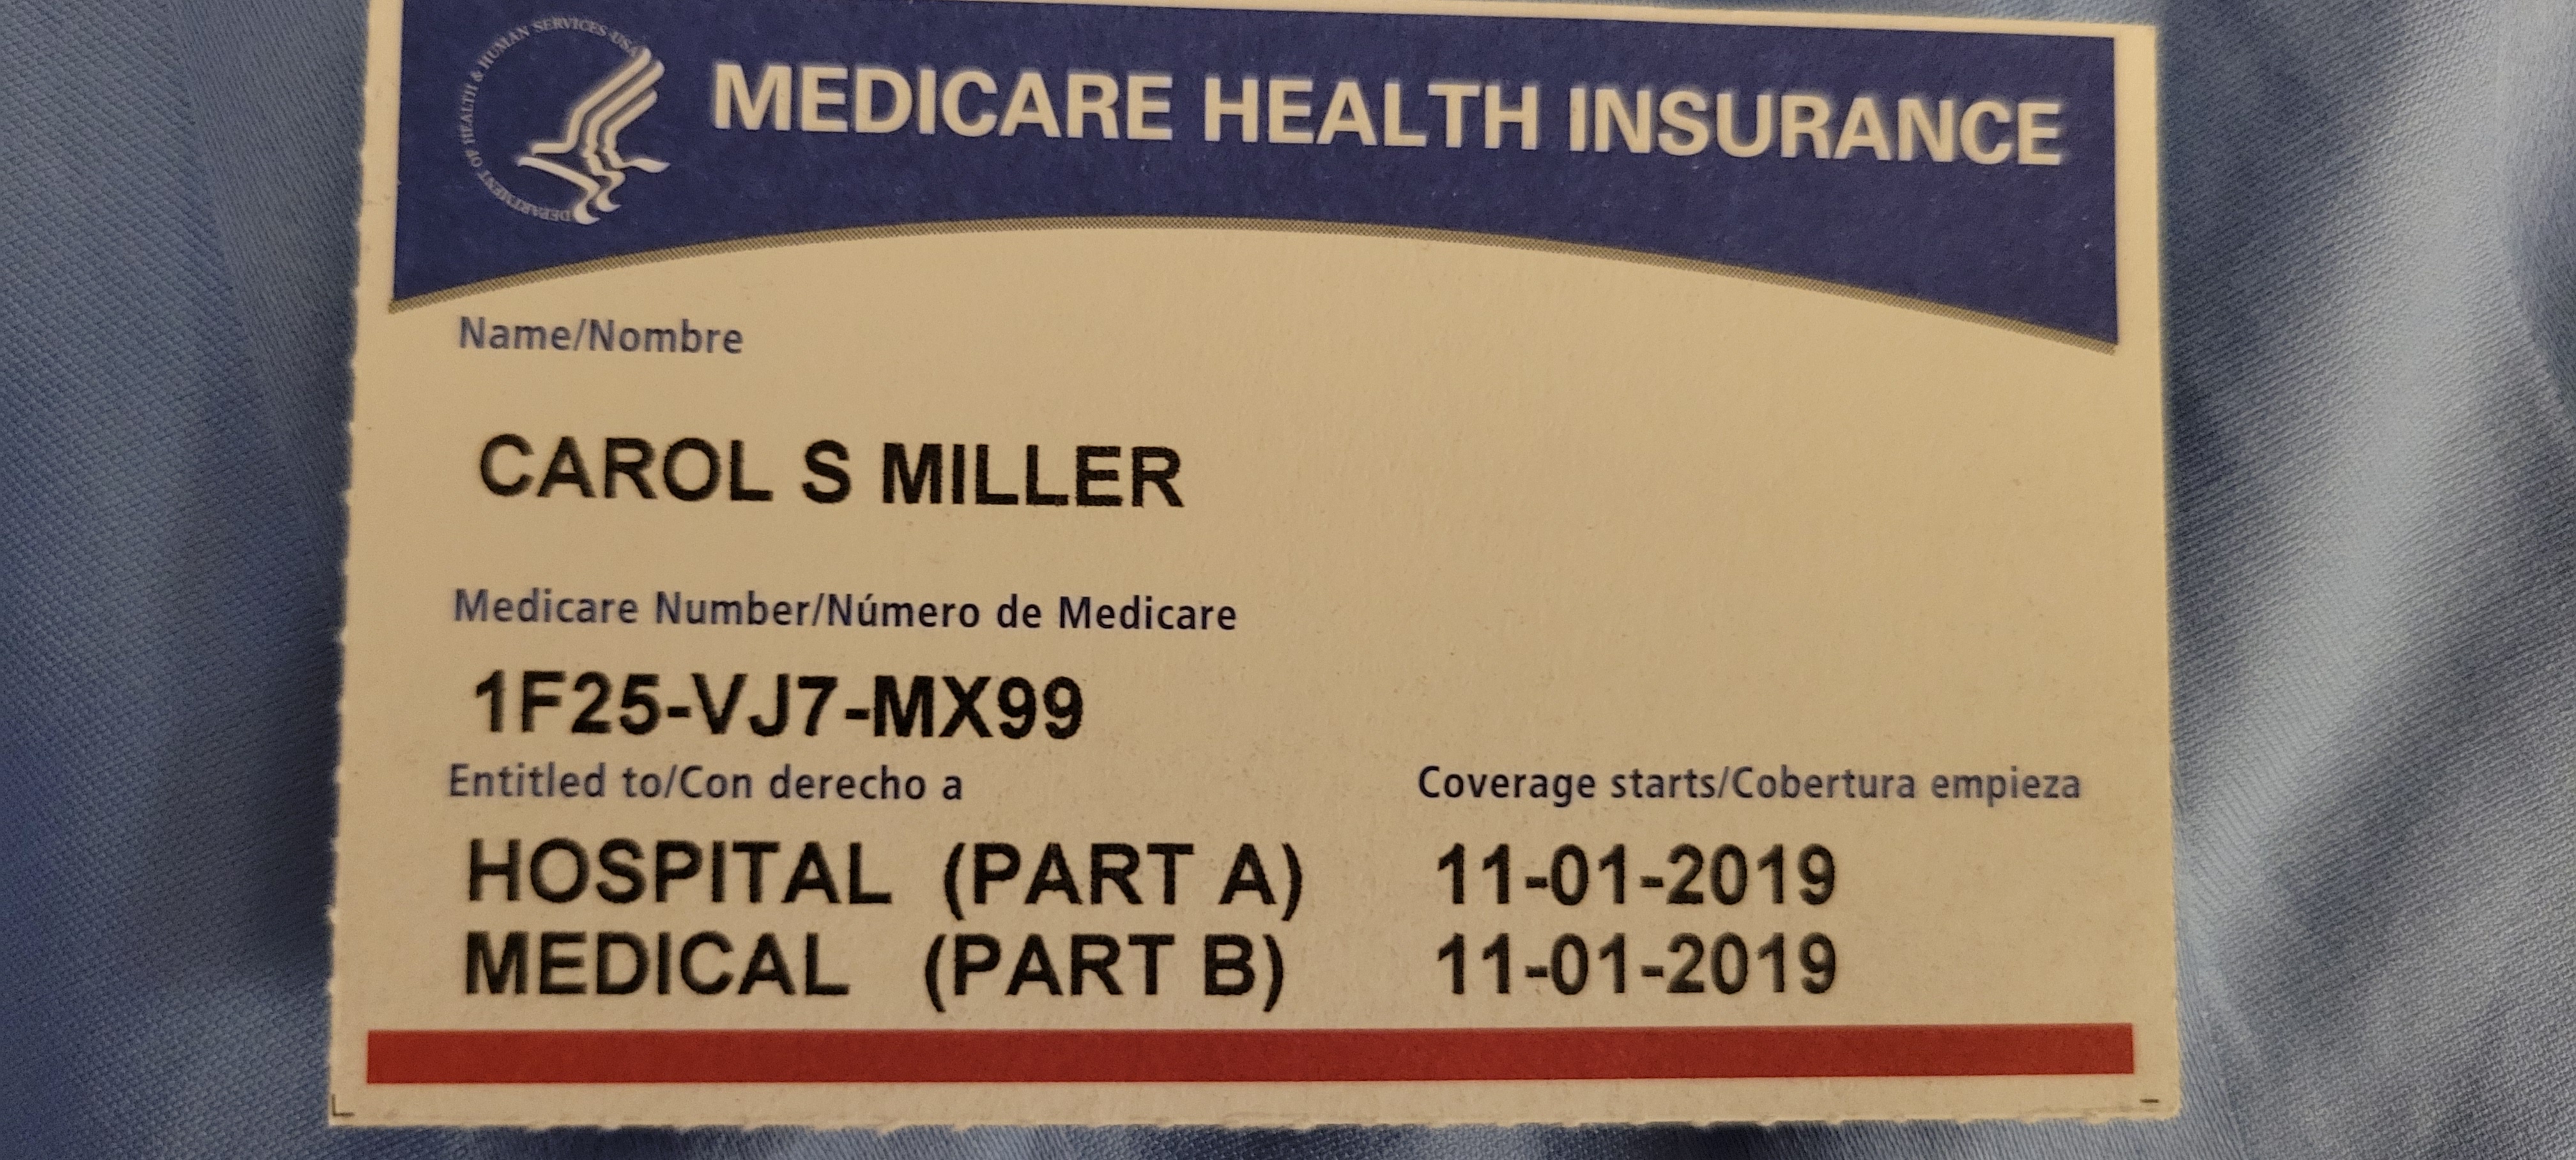 MEDICARE HEALTH INSURANCE
DEPARTMENT OF HEALTH & HUMAN SERVICES · USA
Name/Nombre
CAROL S MILLER
Medicare Number/Número de Medicare
1F25-VJ7-MX99
Entitled to/Con derecho a
Coverage starts/Cobertura empieza
HOSPITAL (PART A) 11-01-2019
MEDICAL (PART B) 11-01-2019